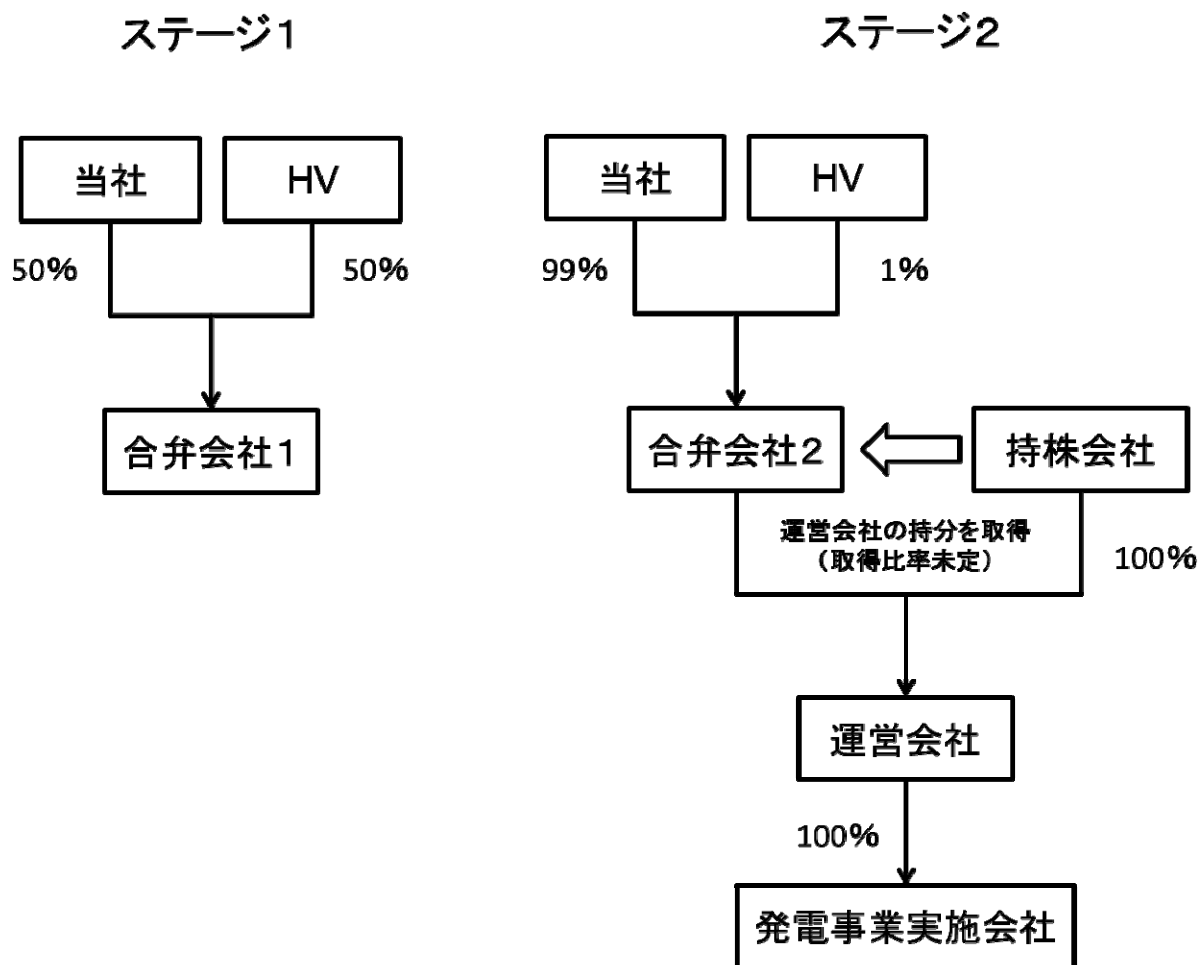 ステージ1
当社
HV
50%
50%
合弁会社1
ステージ2
当社
HV
99%
1%
合弁会社2
持株会社
運営会社の持分を取得
(取得比率未定)
100%
運営会社
100%
発電事業実施会社